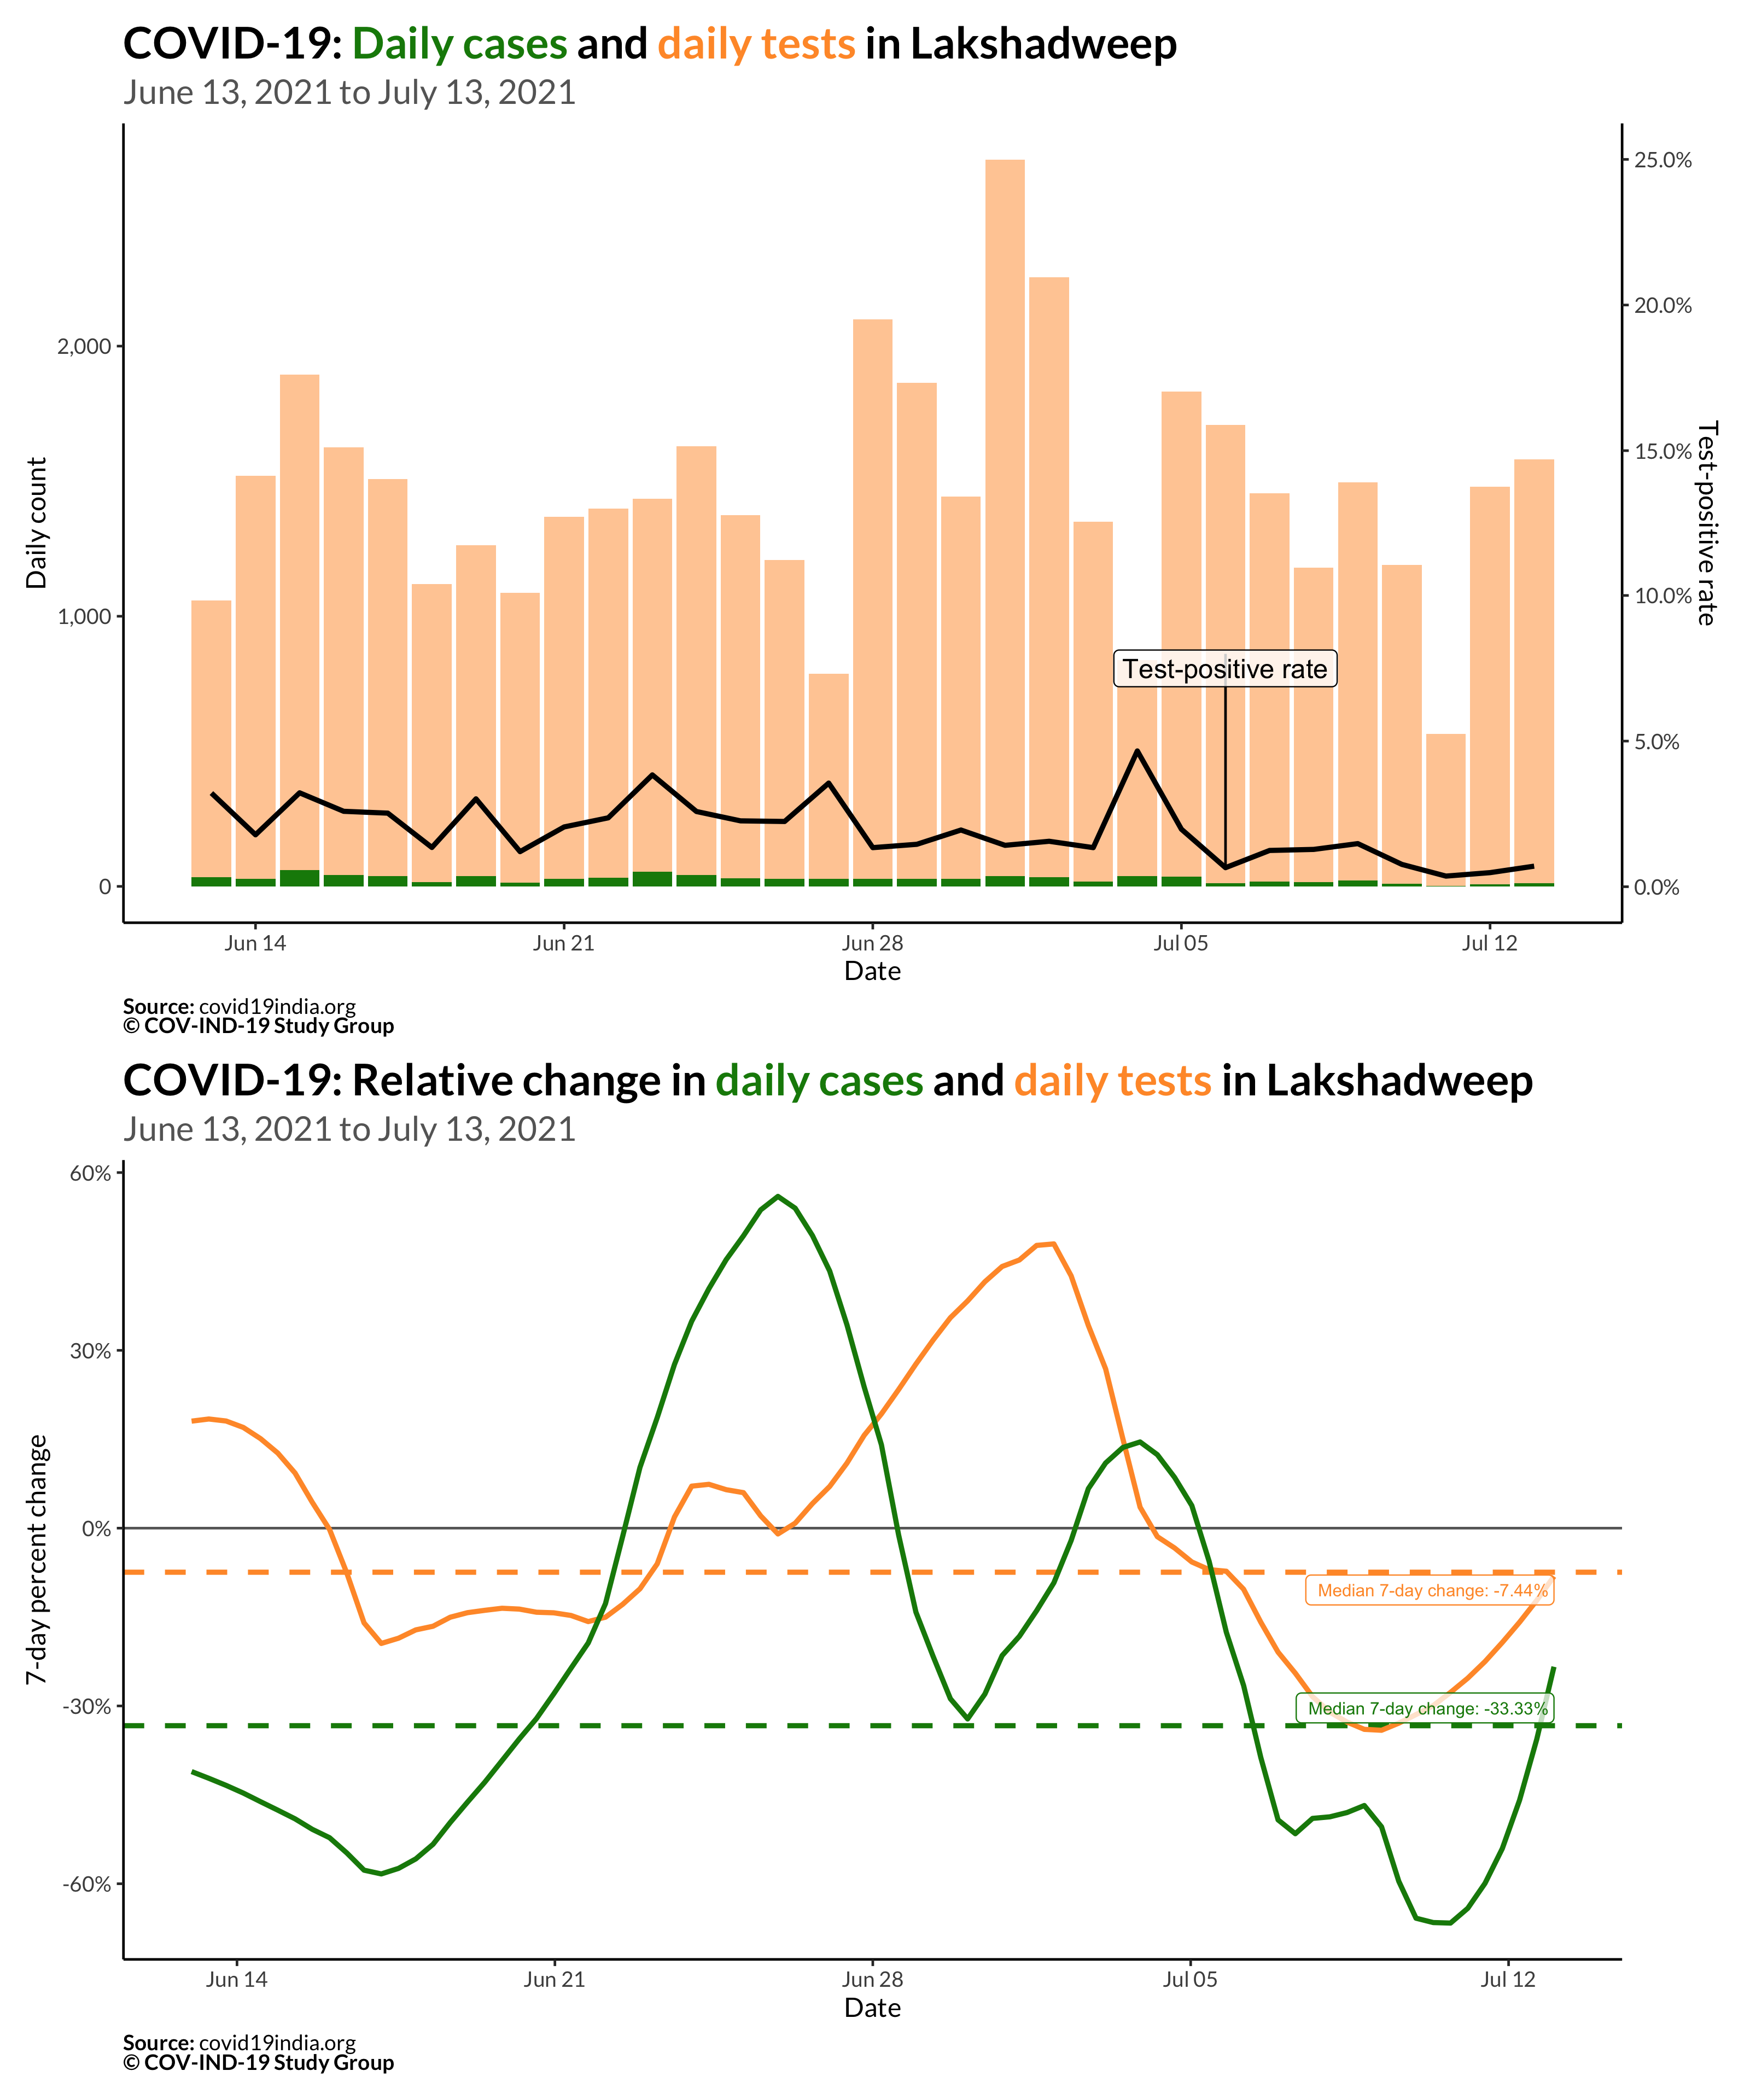 COVID-19: Daily cases and daily tests in Lakshadweep
June 13, 2021 to July 13, 2021
25.0%
20.0%
2,000
15.0%
Daily count
Test-positive rate
10.0%
1,000
Test-positive rate
5.0%
0
0.0%
Jun 14 Jun 21 Jun 28 Jul 05 Jul 12
Date
Source: covid19india.org
© COV-IND-19 Study Group
COVID-19: Relative change in daily cases and daily tests in Lakshadweep
June 13, 2021 to July 13, 2021
60%
30%
7-day percent change
0%
Median 7-day change: -7.44%
-30%
Median 7-day change: -33.33%
-60%
Jun 14 Jun 21 Jun 28 Jul 05 Jul 12
Date
Source: covid19india.org
© COV-IND-19 Study Group